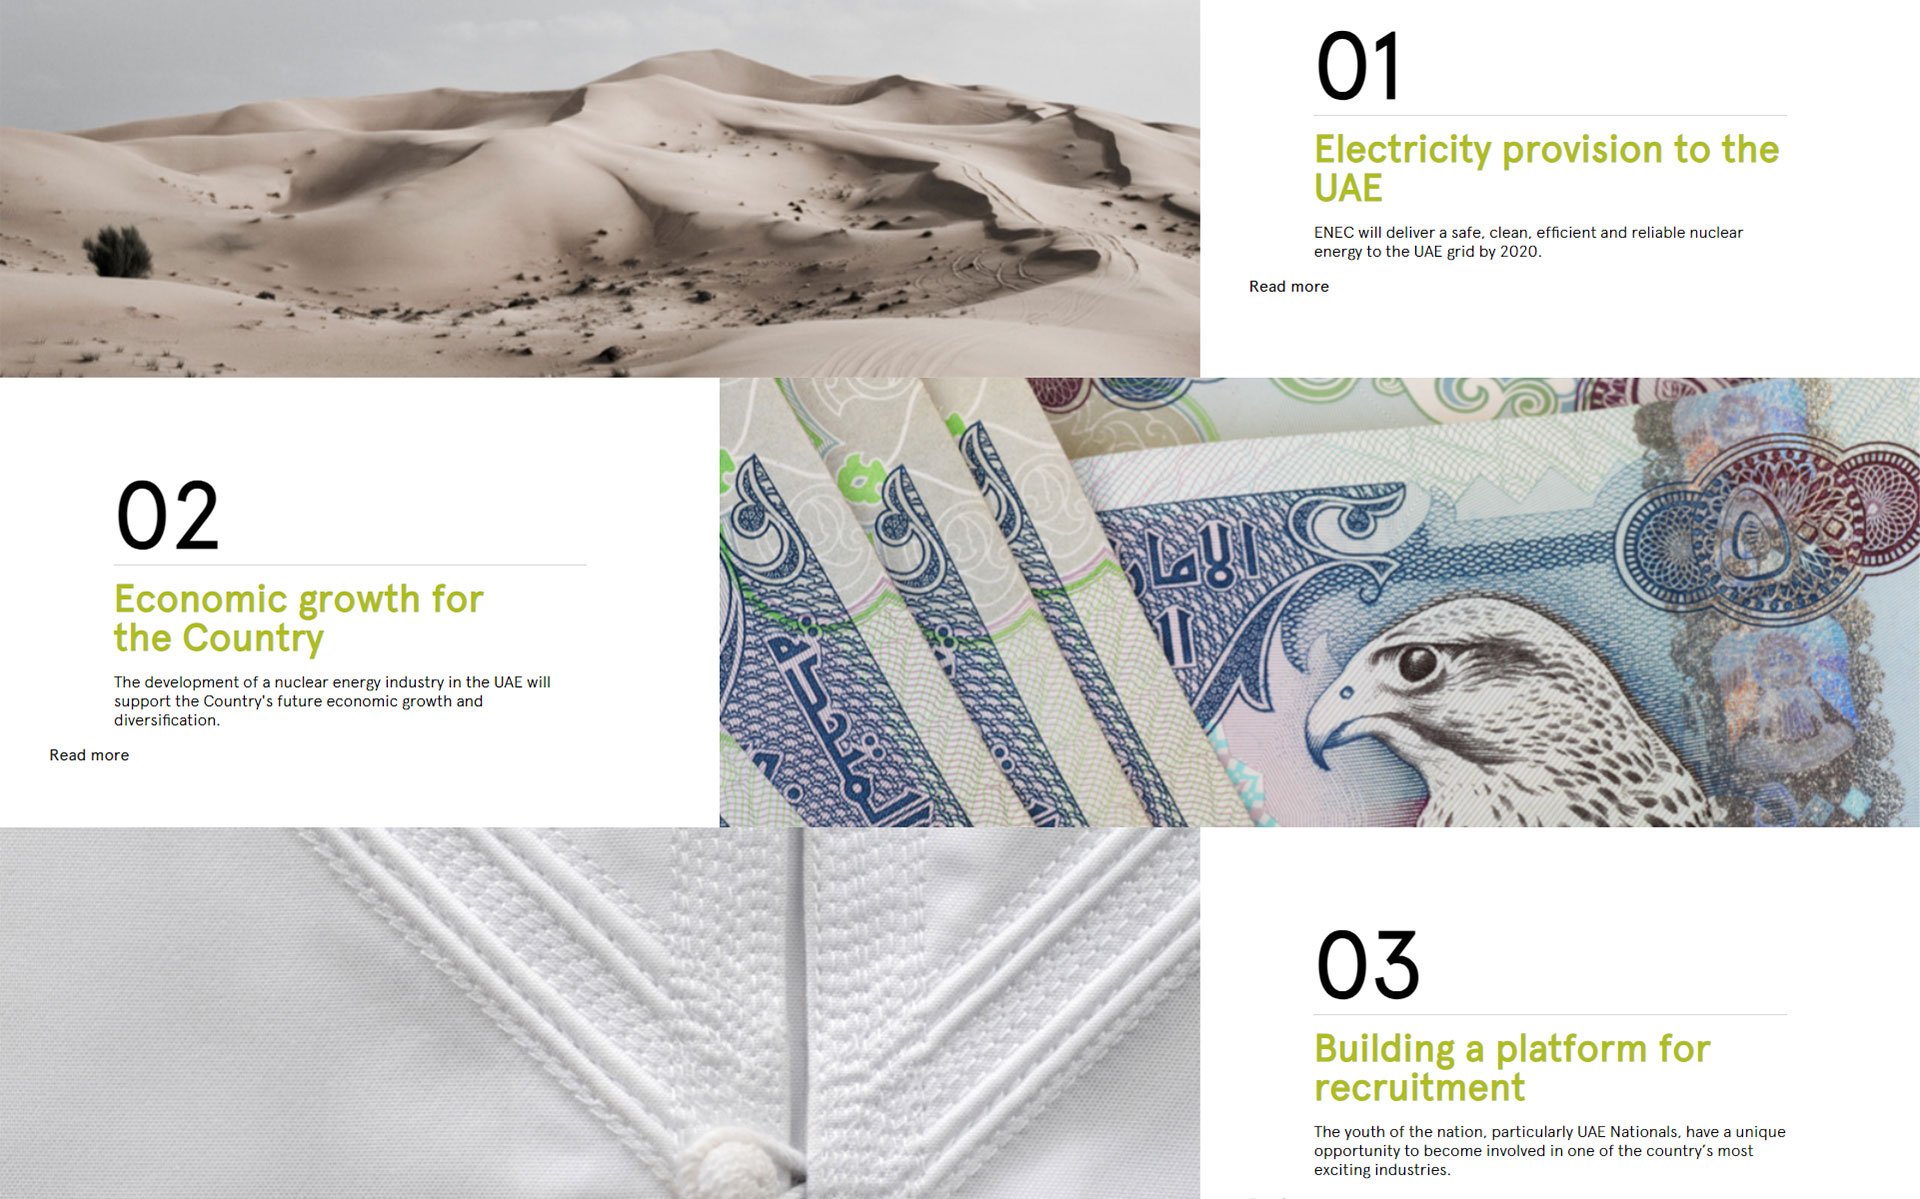 01
Electricity provision to the
UAE
ENEC will deliver a safe, clean, efficient and reliable nuclear
energy to the UAE grid by 2020.
Read more
02
Economic growth for
the Country
The development of a nuclear energy industry in the UAE will
support the Country's future economic growth and
diversification.
Read more
03
Building a platform for
recruitment
The youth of the nation, particularly UAE Nationals, have a unique
opportunity to become involved in one of the country’s most
exciting industries.